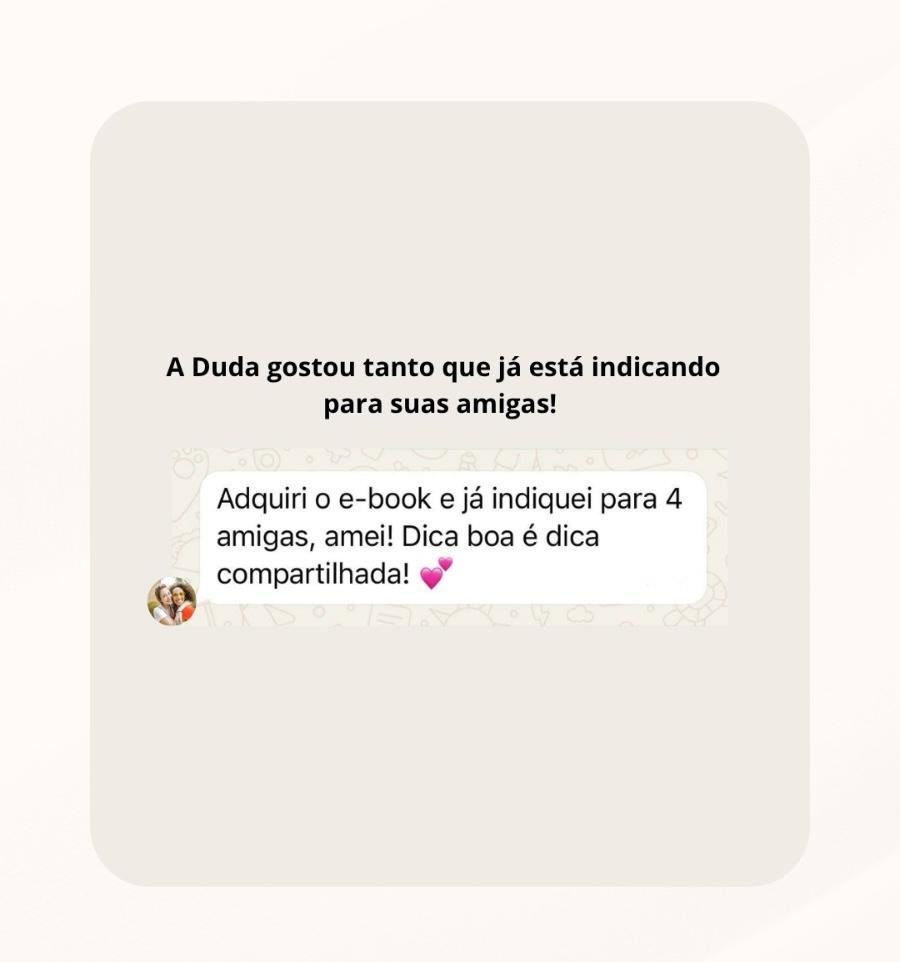 A Duda gostou tanto que já está indicando
para suas amigas!
Adquiri o e-book e já indiquei para 4
amigas, amei! Dica boa é dica
compartilhada! 💕